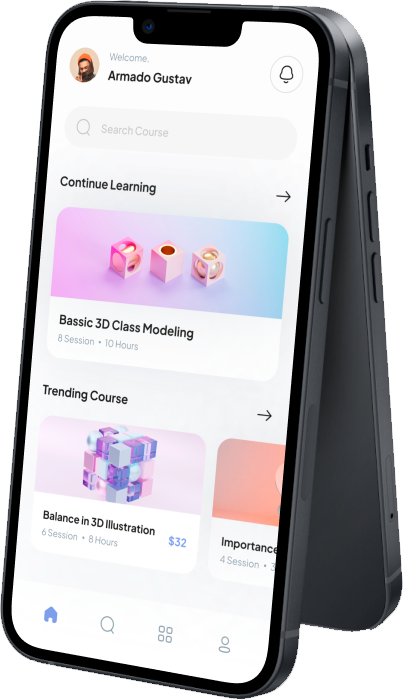 Welcome.
Armado Gustav
Search Course
Continue Learning
Bassic 3D Class Modeling
8 Session • 10 Hours
Trending Course
Balance in 3D Illustration
$32
6 Session • 8 Hours
Importance
4 Session • 3